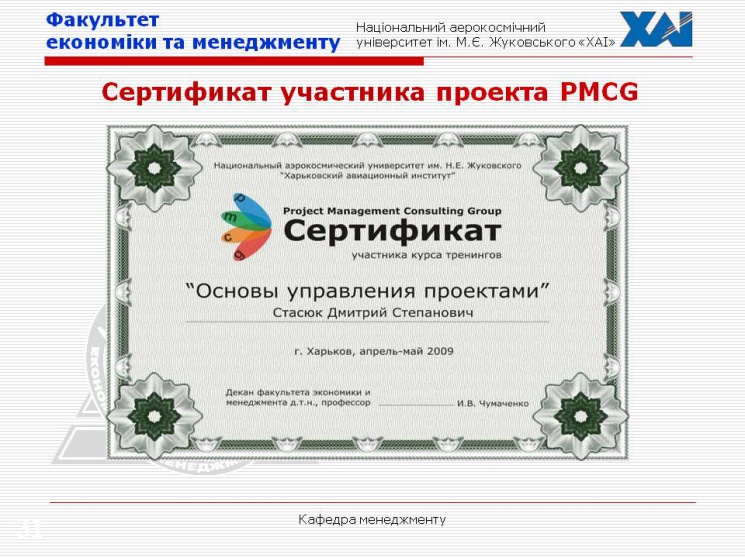 Факультет
економіки та менеджменту
Національний аерокосмічний
університет ім. М.Є. Жуковського «ХАІ»
ХАІ
Сертификат участника проекта PMCG
Национальный аэрокосмический университет им. Н.Е. Жуковского
"Харьковский авиационный институт"
p
m
c
g
Project Management Consulting Group
Сертификат
участника курса тренингов
“Основы управления проектами”
Стасюк Дмитрий Степанович
г. Харьков, апрель-май 2009
Декан факультета экономики и
менеджмента д.т.н., профессор И.В. Чумаченко
Кафедра менеджменту
31